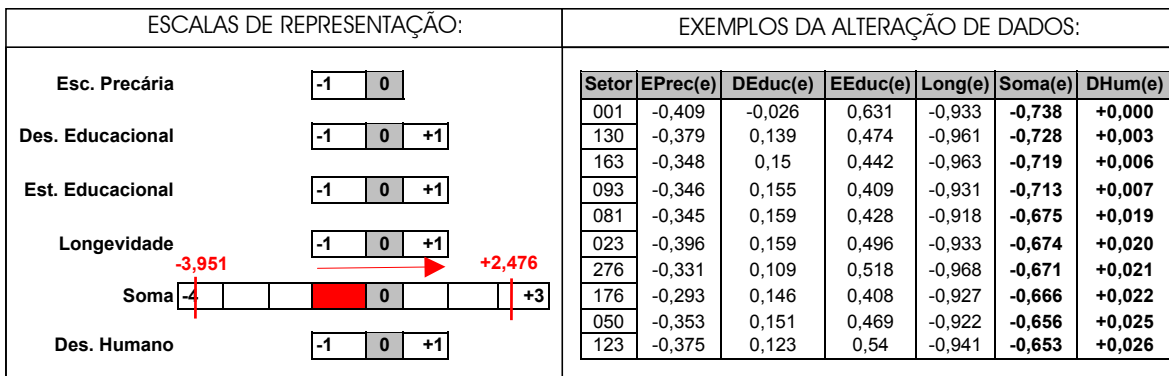 ESCALAS DE REPRESENTAÇÃO:
Esc. Precária -1 0
Des. Educacional -1 0 +1
Est. Educacional -1 0 +1
Longevidade -1 0 +1
-3,951 +2,476
Soma -4 0 +3
Des. Humano -1 0 +1
EXEMPLOS DA ALTERAÇÃO DE DADOS:
Setor EPrec(e) DEduc(e) EEduc(e) Long(e) Soma(e) DHum(e)
001 -0,409 -0,026 0,631 -0,933 -0,738 +0,000
130 -0,379 0,139 0,474 -0,961 -0,728 +0,003
163 -0,348 0,15 0,442 -0,963 -0,719 +0,006
093 -0,346 0,155 0,409 -0,931 -0,713 +0,007
081 -0,345 0,159 0,428 -0,918 -0,675 +0,019
023 -0,396 0,159 0,496 -0,933 -0,674 +0,020
276 -0,331 0,109 0,518 -0,968 -0,671 +0,021
176 -0,293 0,146 0,408 -0,927 -0,666 +0,022
050 -0,353 0,151 0,469 -0,922 -0,656 +0,025
123 -0,375 0,123 0,54 -0,941 -0,653 +0,026